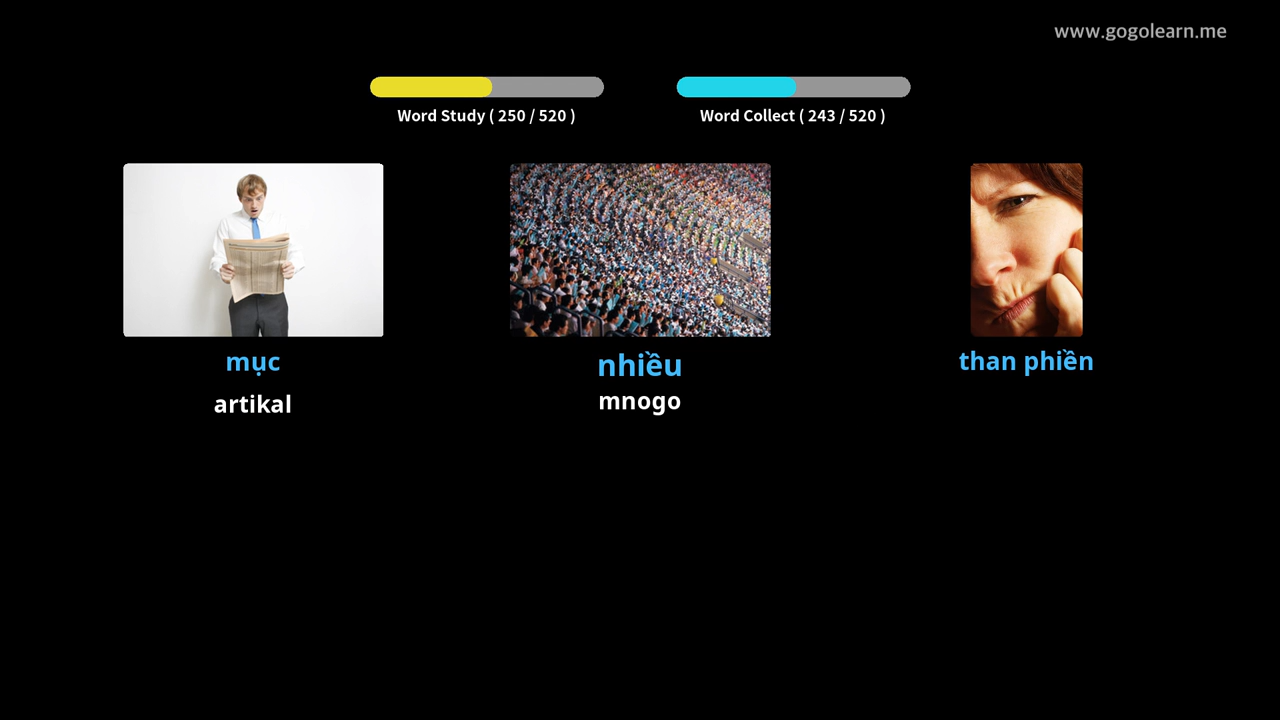 www.gogolearn.me
Word Study ( 250 / 520 )
Word Collect ( 243 / 520 )
mục
nhiều
than phiền
artikal
mnogo